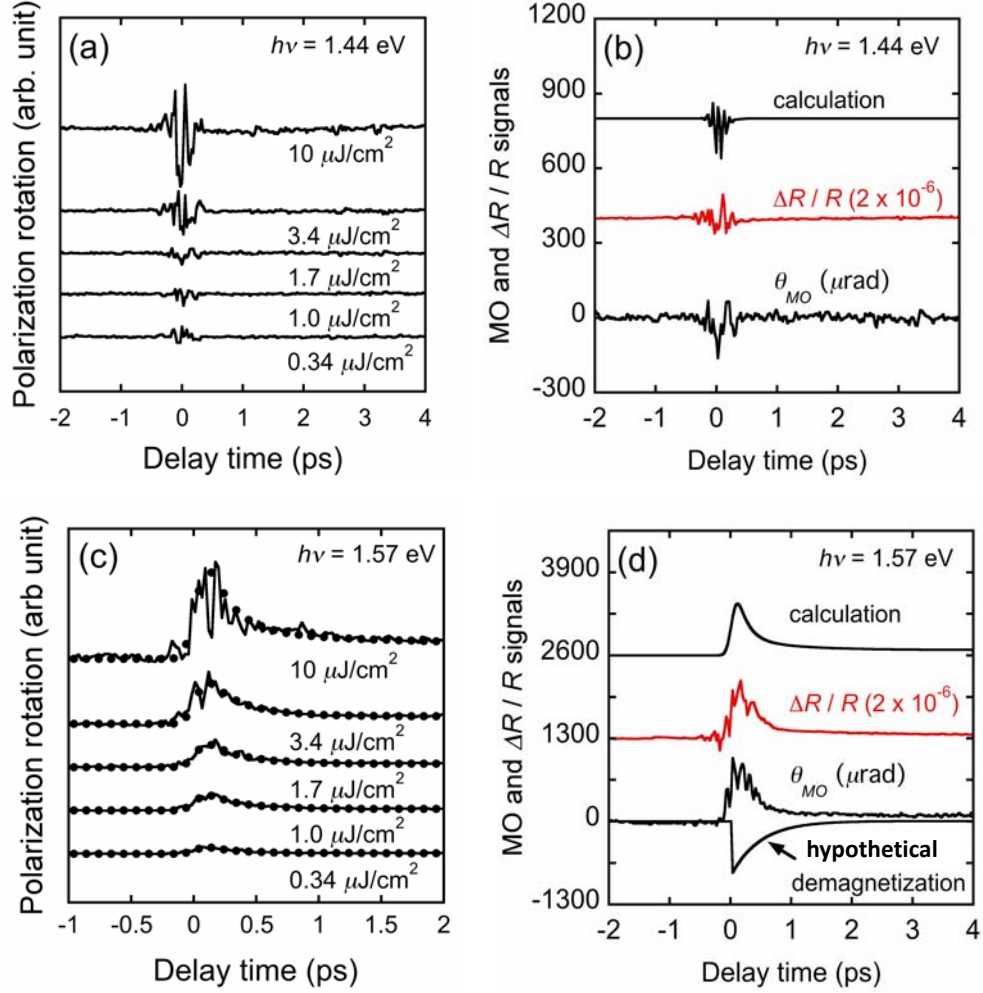 (a)
hν = 1.44 eV
Polarization rotation (arb. unit)
10 μJ/cm²
3.4 μJ/cm²
1.7 μJ/cm²
1.0 μJ/cm²
0.34 μJ/cm²
-2 -1 0 1 2 3 4
Delay time (ps)
(b)
hν = 1.44 eV
MO and ΔR / R signals
1200
900
600
300
0
-300
calculation
ΔR / R (2 x 10⁻⁶)
θMO (μrad)
-2 -1 0 1 2 3 4
Delay time (ps)
(c)
hν = 1.57 eV
Polarization rotation (arb unit)
10 μJ/cm²
3.4 μJ/cm²
1.7 μJ/cm²
1.0 μJ/cm²
0.34 μJ/cm²
-1 -0.5 0 0.5 1 1.5 2
Delay time (ps)
(d)
hν = 1.57 eV
MO and ΔR / R signals
3900
2600
1300
0
-1300
calculation
ΔR / R (2 x 10⁻⁶)
θMO (μrad)
hypothetical
demagnetization
-2 -1 0 1 2 3 4
Delay time (ps)